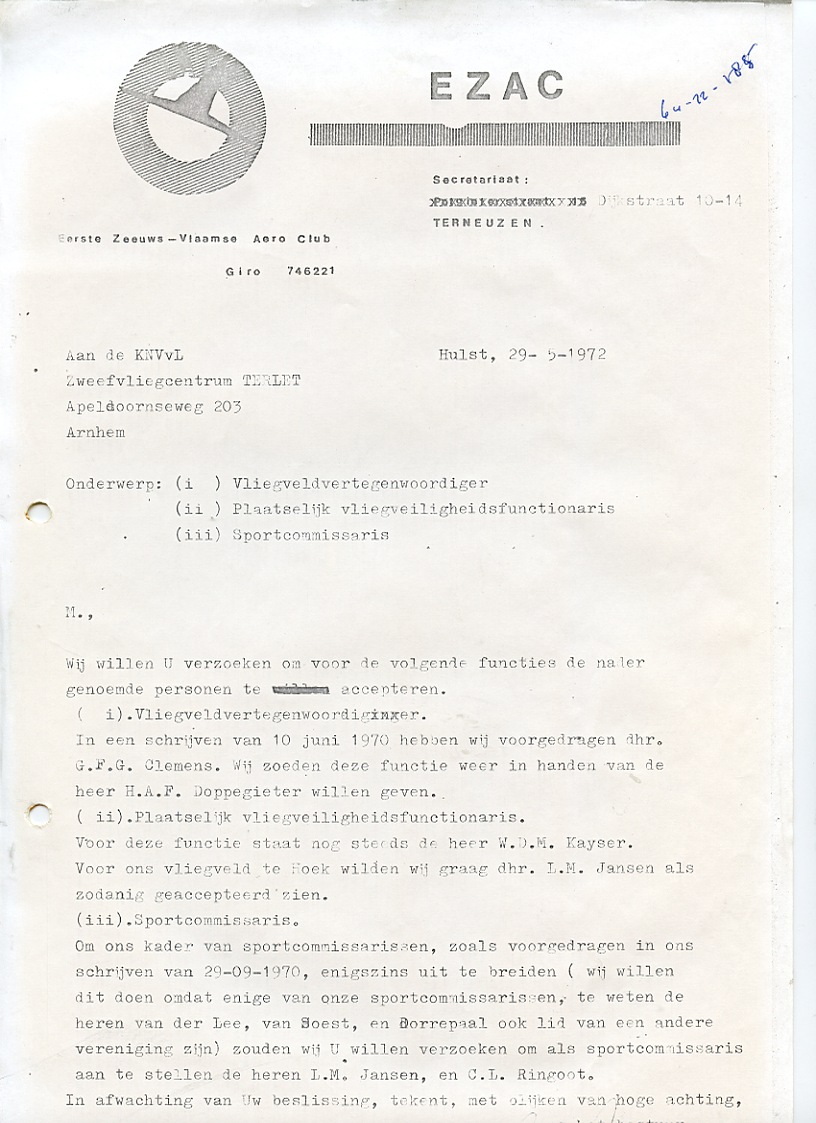 EZAC
Secretariaat:
Dijkstraat 10-14
TERNEUZEN.
Eerste Zeeuws-Vlaamse Aero Club
Giro 746221
Aan de KNVvL
Hulst, 29- 5-1972
Zweefvliegcentrum TERLET
Apeldoornseweg 203
Arnhem
Onderwerp: (i ) Vliegveldvertegenwoordiger
(ii ) Plaatselijk vliegveiligheidsfunctionaris
(iii) Sportcommissaris
M.,
Wij willen U verzoeken om voor de volgende functies de nader
genoemde personen te accepteren.
( i).Vliegveldvertegenwoordiger.
In een schrijven van 10 juni 1970 hebben wij voorgedragen dhr.
G.F.G. Clemens. Wij zoeden deze functie weer in handen van de
heer H.A.F. Doppegieter willen geven.
( ii).Plaatselijk vliegveiligheidsfunctionaris.
Voor deze functie staat nog steeds de heer W.D.M. Kayser.
Voor ons vliegveld te Hoek wilden wij graag dhr. L.M. Jansen als
zodanig geaccepteerd zien.
(iii).Sportcommissaris.
Om ons kader van sportcommissarissen, zoals voorgedragen in ons
schrijven van 29-09-1970, enigszins uit te breiden ( wij willen
dit doen omdat enige van onze sportcommissarissen, te weten de
heren van der Lee, van Soest, en Dorrepaal ook lid van een andere
vereniging zijn) zouden wij U willen verzoeken om als sportcommissaris
aan te stellen de heren L.M. Jansen, en C.L. Ringoot.
In afwachting van Uw beslissing, tekent, met blijken van hoge achting,